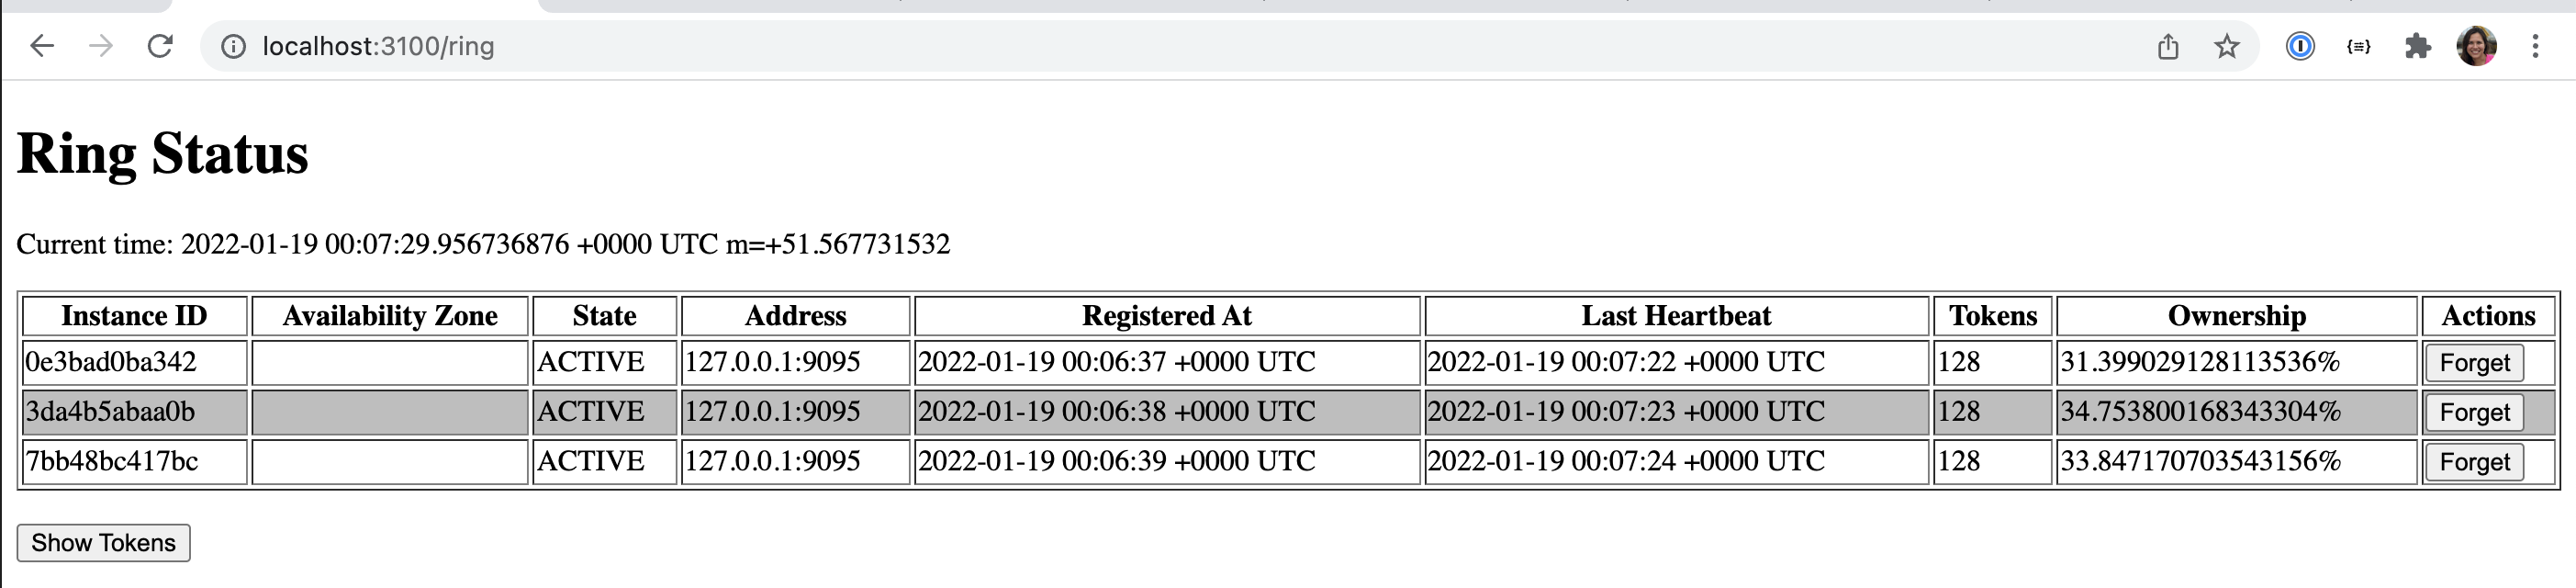 localhost:3100/ring
Ring Status
Current time: 2022-01-19 00:07:29.956736876 +0000 UTC m=+51.567731532
Instance ID Availability Zone State Address Registered At Last Heartbeat Tokens Ownership Actions
0e3bad0ba342 ACTIVE 127.0.0.1:9095 2022-01-19 00:06:37 +0000 UTC 2022-01-19 00:07:22 +0000 UTC 128 31.399029128113536% Forget
3da4b5abaa0b ACTIVE 127.0.0.1:9095 2022-01-19 00:06:38 +0000 UTC 2022-01-19 00:07:23 +0000 UTC 128 34.753800168343304% Forget
7bb48bc417bc ACTIVE 127.0.0.1:9095 2022-01-19 00:06:39 +0000 UTC 2022-01-19 00:07:24 +0000 UTC 128 33.847170703543156% Forget
Show Tokens